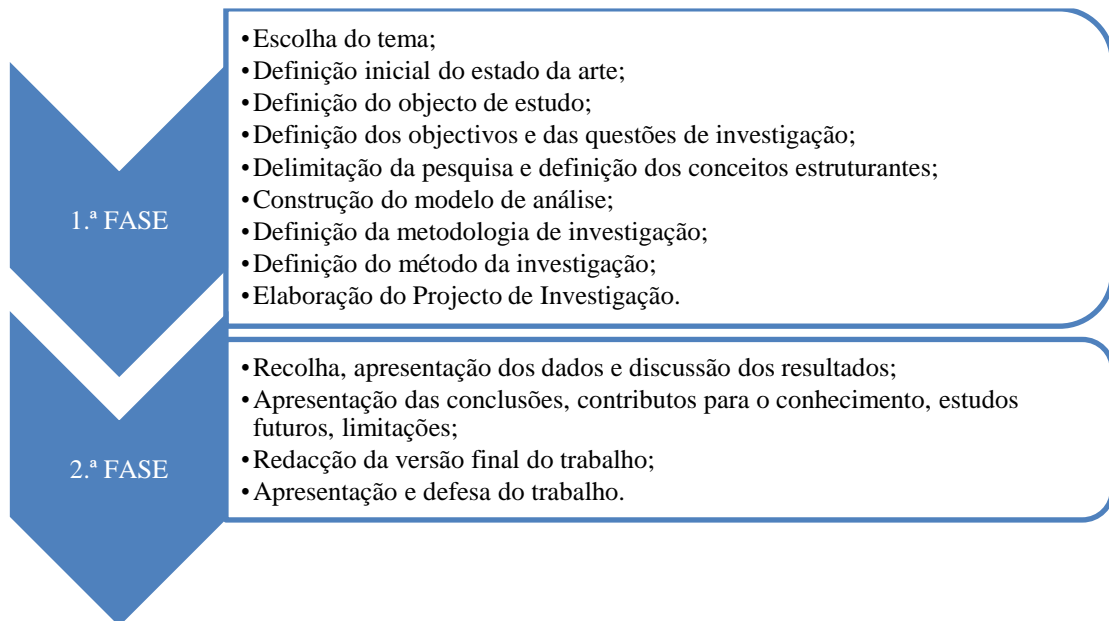 1.ª FASE
•Escolha do tema;
•Definição inicial do estado da arte;
•Definição do objecto de estudo;
•Definição dos objectivos e das questões de investigação;
•Delimitação da pesquisa e definição dos conceitos estruturantes;
•Construção do modelo de análise;
•Definição da metodologia de investigação;
•Definição do método da investigação;
•Elaboração do Projecto de Investigação.
2.ª FASE
•Recolha, apresentação dos dados e discussão dos resultados;
•Apresentação das conclusões, contributos para o conhecimento, estudos
futuros, limitações;
•Redacção da versão final do trabalho;
•Apresentação e defesa do trabalho.